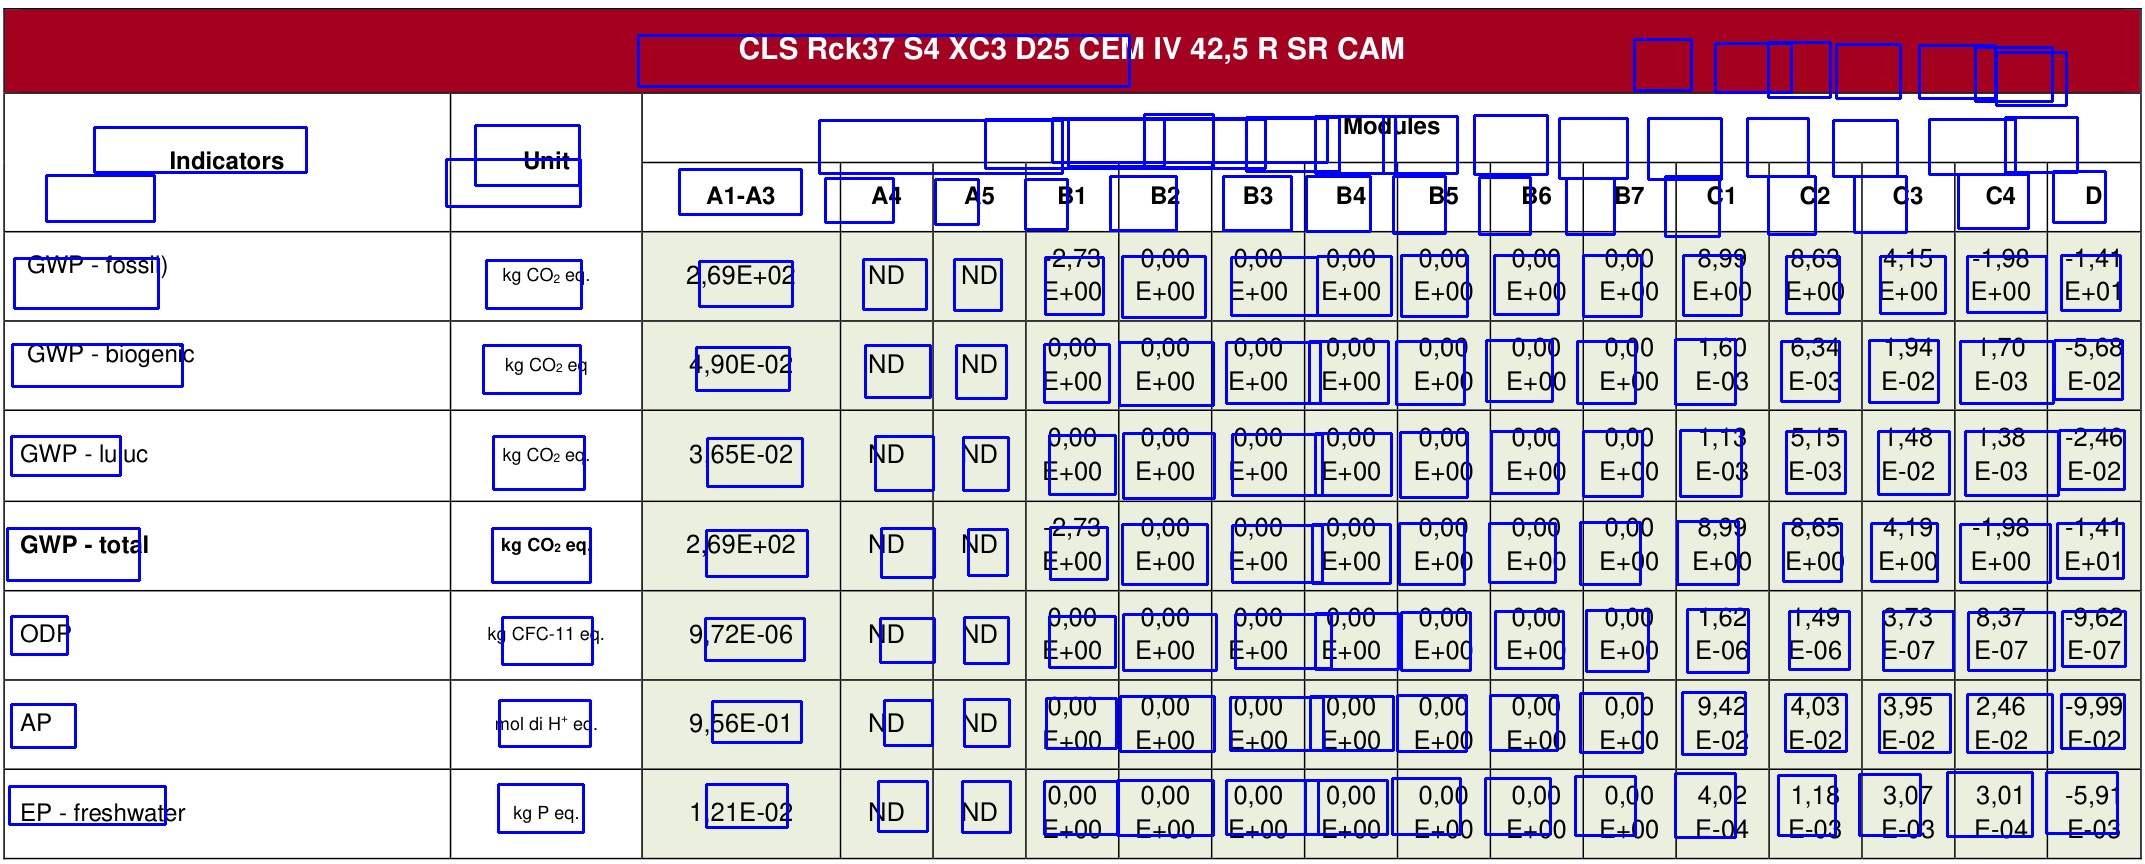 CLS Rck37 S4 XC3 D25 CEM IV 42,5 R SR CAM
Indicators Unit Modules
A1-A3 A4 A5 B1 B2 B3 B4 B5 B6 B7 C1 C2 C3 C4 D
GWP - fossil) kg CO₂ eq. 2,69E+02 ND ND -2,73 E+00 0,00 E+00 0,00 E+00 0,00 E+00 0,00 E+00 0,00 E+00 0,00 E+00 8,99 E+00 8,63 E+00 4,15 E+00 -1,98 E+00 -1,41 E+01
GWP - biogenic kg CO₂ eq 4,90E-02 ND ND 0,00 E+00 0,00 E+00 0,00 E+00 0,00 E+00 0,00 E+00 0,00 E+00 0,00 E+00 1,60 E-03 6,34 E-03 1,94 E-02 1,70 E-03 -5,68 E-02
GWP - luluc kg CO₂ eq. 3,65E-02 ND ND 0,00 E+00 0,00 E+00 0,00 E+00 0,00 E+00 0,00 E+00 0,00 E+00 0,00 E+00 1,13 E-03 5,15 E-03 1,48 E-02 1,38 E-03 -2,46 E-02
GWP - total kg CO₂ eq. 2,69E+02 ND ND -2,73 E+00 0,00 E+00 0,00 E+00 0,00 E+00 0,00 E+00 0,00 E+00 0,00 E+00 8,99 E+00 8,65 E+00 4,19 E+00 -1,98 E+00 -1,41 E+01
ODP kg CFC-11 eq. 9,72E-06 ND ND 0,00 E+00 0,00 E+00 0,00 E+00 0,00 E+00 0,00 E+00 0,00 E+00 0,00 E+00 1,62 E-06 1,49 E-06 3,73 E-07 8,37 E-07 -9,62 E-07
AP mol di H⁺ eq. 9,56E-01 ND ND 0,00 E+00 0,00 E+00 0,00 E+00 0,00 E+00 0,00 E+00 0,00 E+00 0,00 E+00 9,42 E-02 4,03 E-02 3,95 E-02 2,46 E-02 -9,99 E-02
EP - freshwater kg P eq. 1,21E-02 ND ND 0,00 E+00 0,00 E+00 0,00 E+00 0,00 E+00 0,00 E+00 0,00 E+00 0,00 E+00 4,02 E-04 1,18 E-03 3,07 E-03 3,01 E-04 -5,91 E-03